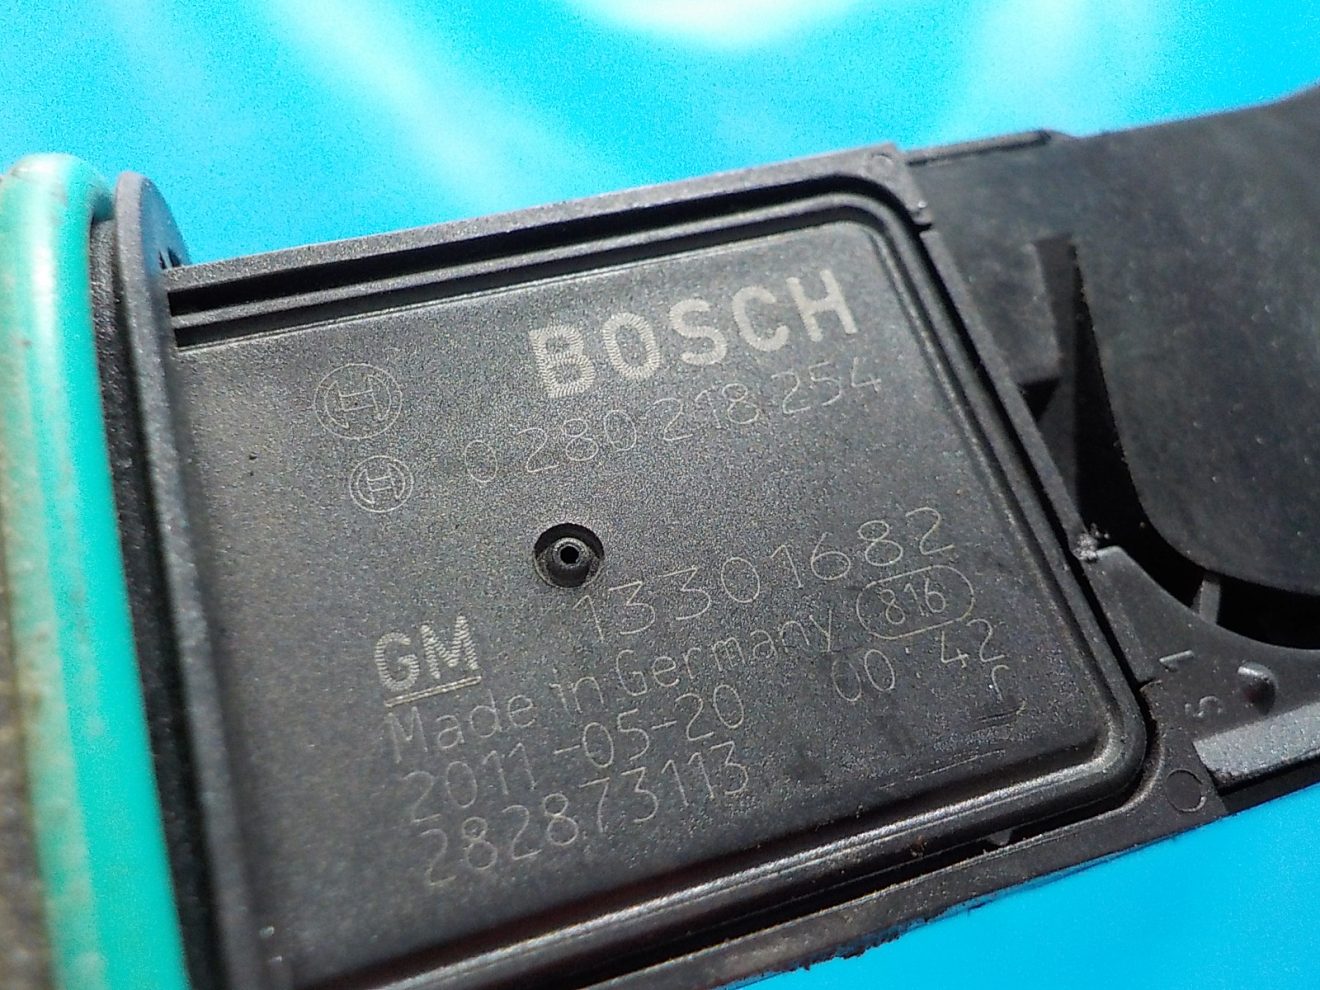 BOSCH
0 280 218 254
13301682
GM
Made in Germany
816
2011-05-20
00 42
282873113